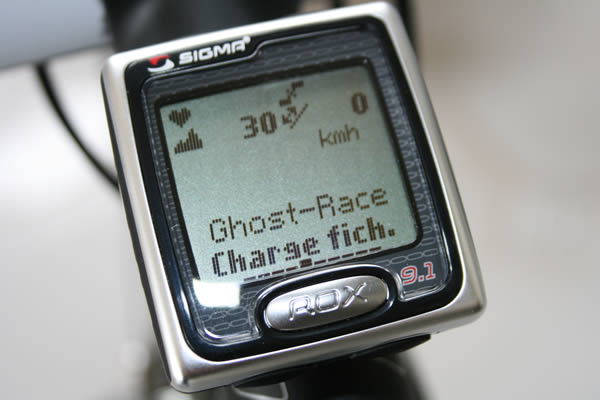 SIGMA®
30 0
kmh
Ghost-Race
Charge fich.
9.1
ROX